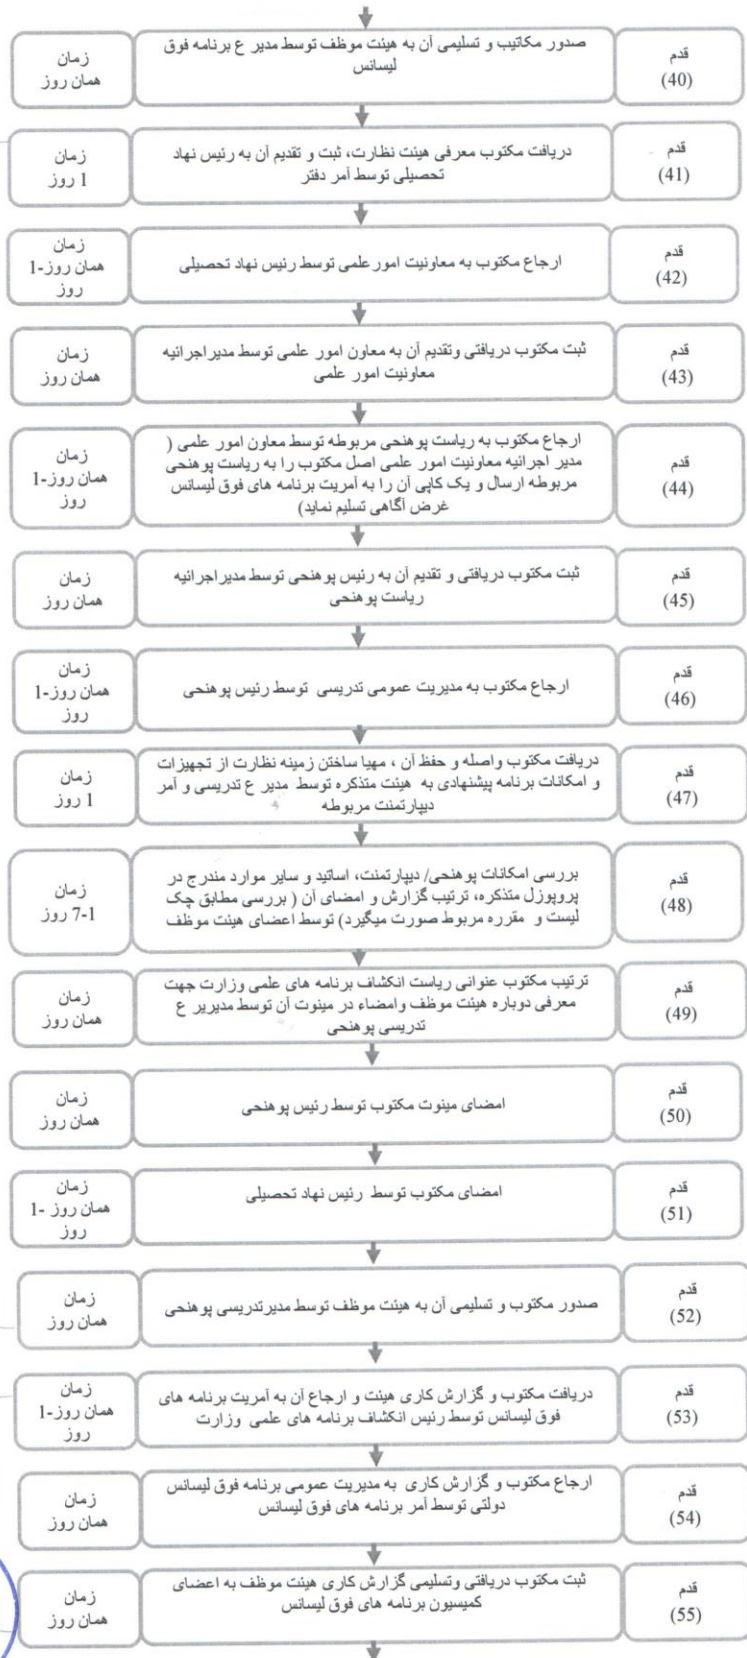 قدم
(40)
صدور مکاتیب و تسلیمی آن به هیئت موظف توسط مدیر ع برنامه فوق
لیسانس
زمان
همان روز
قدم
(41)
دریافت مکتوب معرفی هیئت نظارت، ثبت و تقدیم آن به رئیس نهاد
تحصیلی توسط آمر دفتر
زمان
1 روز
قدم
(42)
ارجاع مکتوب به معاونیت امور علمی توسط رئیس نهاد تحصیلی
زمان
همان روز-1
روز
قدم
(43)
ثبت مکتوب دریافتی وتقدیم آن به معاون امور علمی توسط مدیراجرائیه
معاونیت امور علمی
زمان
همان روز
قدم
(44)
ارجاع مکتوب به ریاست پوهنحی مربوطه توسط معاون امور علمی (
مدیر اجرائیه معاونیت امور علمی اصل مکتوب را به ریاست پوهنحی
مربوطه ارسال و یک کاپی آن را به آمریت برنامه های فوق لیسانس
غرض آگاهی تسلیم نماید)
زمان
همان روز-1
روز
قدم
(45)
ثبت مکتوب دریافتی و تقدیم آن به رئیس پوهنحی توسط مدیراجرائیه
ریاست پوهنحی
زمان
همان روز
قدم
(46)
ارجاع مکتوب به مدیریت عمومی تدریسی توسط رئیس پوهنحی
زمان
همان روز-1
روز
قدم
(47)
دریافت مکتوب واصله و حفظ آن ، مهیا ساختن زمینه نظارت از تجهیزات
و امکانات برنامه پیشنهادی به هیئت متذکره توسط مدیر ع تدریسی و آمر
دیپارتمنت مربوطه
زمان
1 روز
قدم
(48)
بررسی امکانات پوهنحی/ دیپارتمنت، اساتید و سایر موارد مندرج در
پروپوزل متذکره، ترتیب گزارش و امضای آن ( بررسی مطابق چک
لیست و مقرره مربوط صورت میگیرد) توسط اعضای هیئت موظف
زمان
7-1 روز
قدم
(49)
ترتیب مکتوب عنوانی ریاست انکشاف برنامه های علمی وزارت جهت
معرفی دوباره هیئت موظف وامضاء در مینوت آن توسط مدیریر ع
تدریسی پوهنحی
زمان
همان روز
قدم
(50)
امضای مینوت مکتوب توسط رئیس پوهنحی
زمان
همان روز
قدم
(51)
امضای مکتوب توسط رئیس نهاد تحصیلی
زمان
همان روز -1
روز
قدم
(52)
صدور مکتوب و تسلیمی آن به هیئت موظف توسط مدیرتدریسی پوهنحی
زمان
همان روز
قدم
(53)
دریافت مکتوب و گزارش کاری هیئت و ارجاع آن به آمریت برنامه های
فوق لیسانس توسط رئیس انکشاف برنامه های علمی وزارت
زمان
همان روز-1
روز
قدم
(54)
ارجاع مکتوب و گزارش کاری به مدیریت عمومی برنامه فوق لیسانس
دولتی توسط آمر برنامه های فوق لیسانس
زمان
همان روز
قدم
(55)
ثبت مکتوب دریافتی وتسلیمی گزارش کاری هیئت موظف به اعضای
کمیسیون برنامه های فوق لیسانس
زمان
همان روز